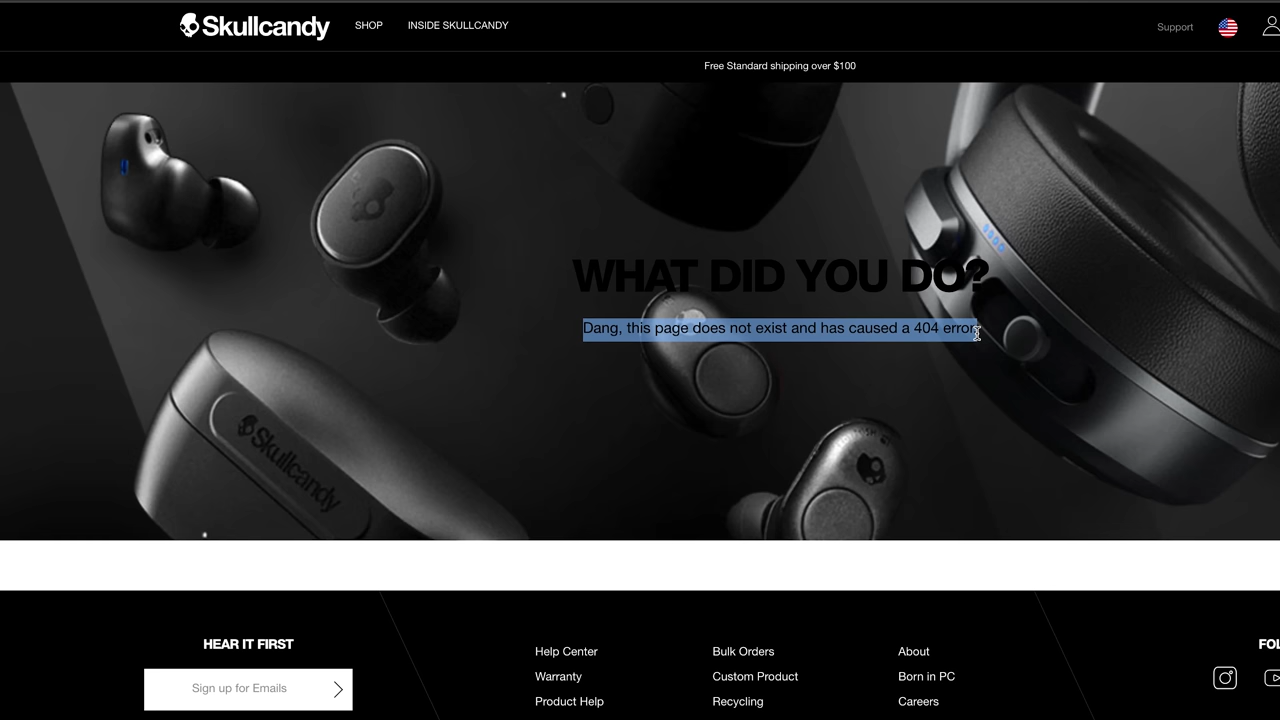 Skullcandy
SHOP
INSIDE SKULLCANDY
Support
Free Standard shipping over $100
WHAT DID YOU DO?
Dang, this page does not exist and has caused a 404 error
Skullcandy
HEAR IT FIRST
Sign up for Emails
Help Center
Warranty
Product Help
Bulk Orders
Custom Product
Recycling
About
Born in PC
Careers
FOL